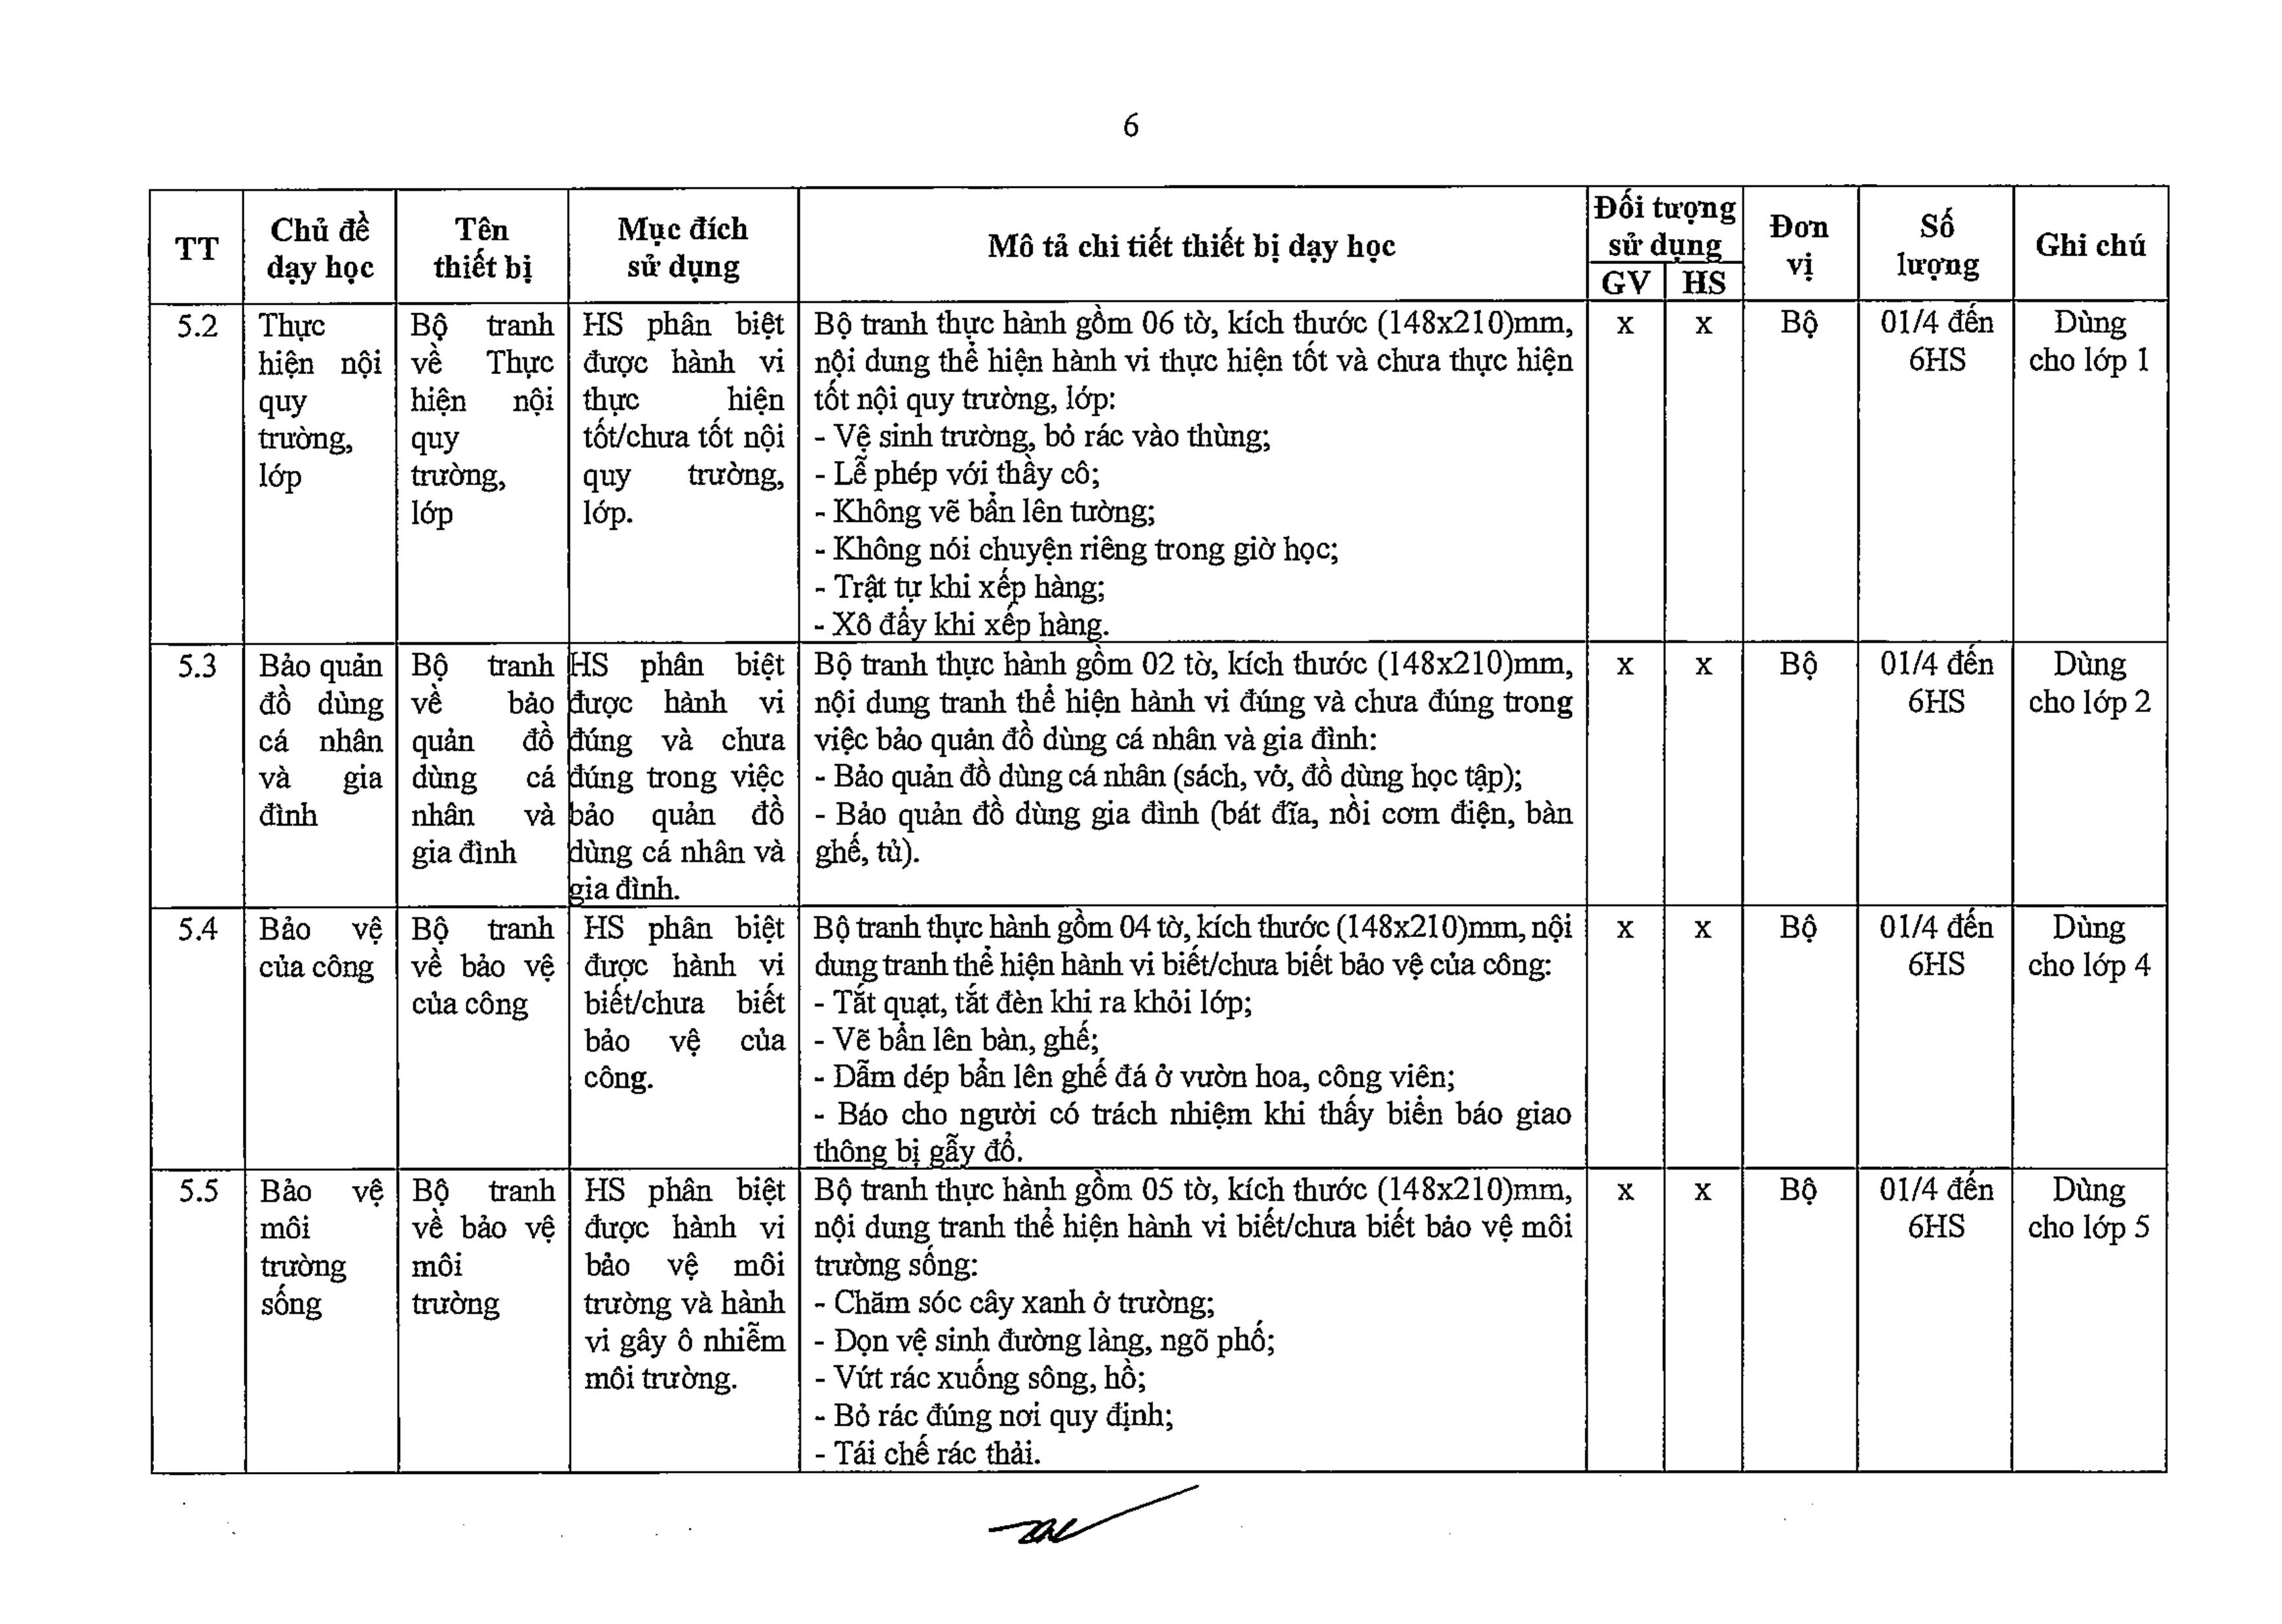 6
TT
Chủ đề
dạy học
Tên
thiết bị
Mục đích
sử dụng
Mô tả chi tiết thiết bị dạy học
Đối tượng
sử dụng
GV
HS
Đơn
vị
Số
lượng
Ghi chú
5.2
Thực
hiện nội
quy
trường,
lớp
Bộ tranh
về Thực
hiện nội
quy
trường,
lớp
HS phân biệt
được hành vi
thực hiện
tốt/chưa tốt nội
quy trường,
lớp.
Bộ tranh thực hành gồm 06 tờ, kích thước (148x210)mm,
nội dung thể hiện hành vi thực hiện tốt và chưa thực hiện
tốt nội quy trường, lớp:
- Vệ sinh trường, bỏ rác vào thùng;
- Lễ phép với thầy cô;
- Không vẽ bẩn lên tường;
- Không nói chuyện riêng trong giờ học;
- Trật tự khi xếp hàng;
- Xô đẩy khi xếp hàng.
x
x
Bộ
01/4 đến
6HS
Dùng
cho lớp 1
5.3
Bảo quản
đồ dùng
cá nhân
và gia
đình
Bộ tranh
về bảo
quản đồ
dùng cá
nhân và
gia đình
HS phân biệt
được hành vi
đúng và chưa
đúng trong việc
bảo quản đồ
dùng cá nhân và
gia đình.
Bộ tranh thực hành gồm 02 tờ, kích thước (148x210)mm,
nội dung tranh thể hiện hành vi đúng và chưa đúng trong
việc bảo quản đồ dùng cá nhân và gia đình:
- Bảo quản đồ dùng cá nhân (sách, vở, đồ dùng học tập);
- Bảo quản đồ dùng gia đình (bát đĩa, nồi cơm điện, bàn
ghế, tủ).
x
x
Bộ
01/4 đến
6HS
Dùng
cho lớp 2
5.4
Bảo vệ
của công
Bộ tranh
về bảo vệ
của công
HS phân biệt
được hành vi
biết/chưa biết
bảo vệ của
công.
Bộ tranh thực hành gồm 04 tờ, kích thước (148x210)mm, nội
dung tranh thể hiện hành vi biết/chưa biết bảo vệ của công:
- Tắt quạt, tắt đèn khi ra khỏi lớp;
- Vẽ bẩn lên bàn, ghế;
- Dẫm dép bẩn lên ghế đá ở vườn hoa, công viên;
- Báo cho người có trách nhiệm khi thấy biển báo giao
thông bị gẫy đổ.
x
x
Bộ
01/4 đến
6HS
Dùng
cho lớp 4
5.5
Bảo vệ
môi
trường
sống
Bộ tranh
về bảo vệ
môi
trường
HS phân biệt
được hành vi
bảo vệ môi
trường và hành
vi gây ô nhiễm
môi trường.
Bộ tranh thực hành gồm 05 tờ, kích thước (148x210)mm,
nội dung tranh thể hiện hành vi biết/chưa biết bảo vệ môi
trường sống:
- Chăm sóc cây xanh ở trường;
- Dọn vệ sinh đường làng, ngõ phố;
- Vứt rác xuống sông, hồ;
- Bỏ rác đúng nơi quy định;
- Tái chế rác thải.
x
x
Bộ
01/4 đến
6HS
Dùng
cho lớp 5